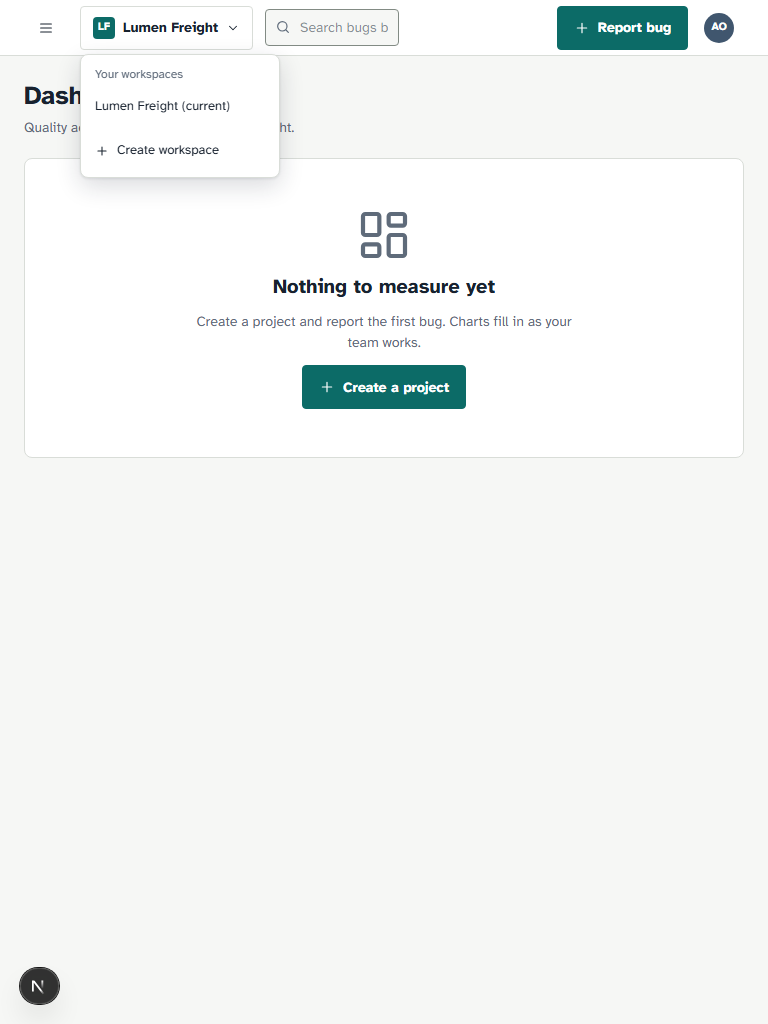 LF Lumen Freight
Search bugs b
Report bug
AO
Your workspaces
Lumen Freight (current)
Create workspace
Dash
Quality a
ht.
Nothing to measure yet
Create a project and report the first bug. Charts fill in as your
team works.
Create a project
N